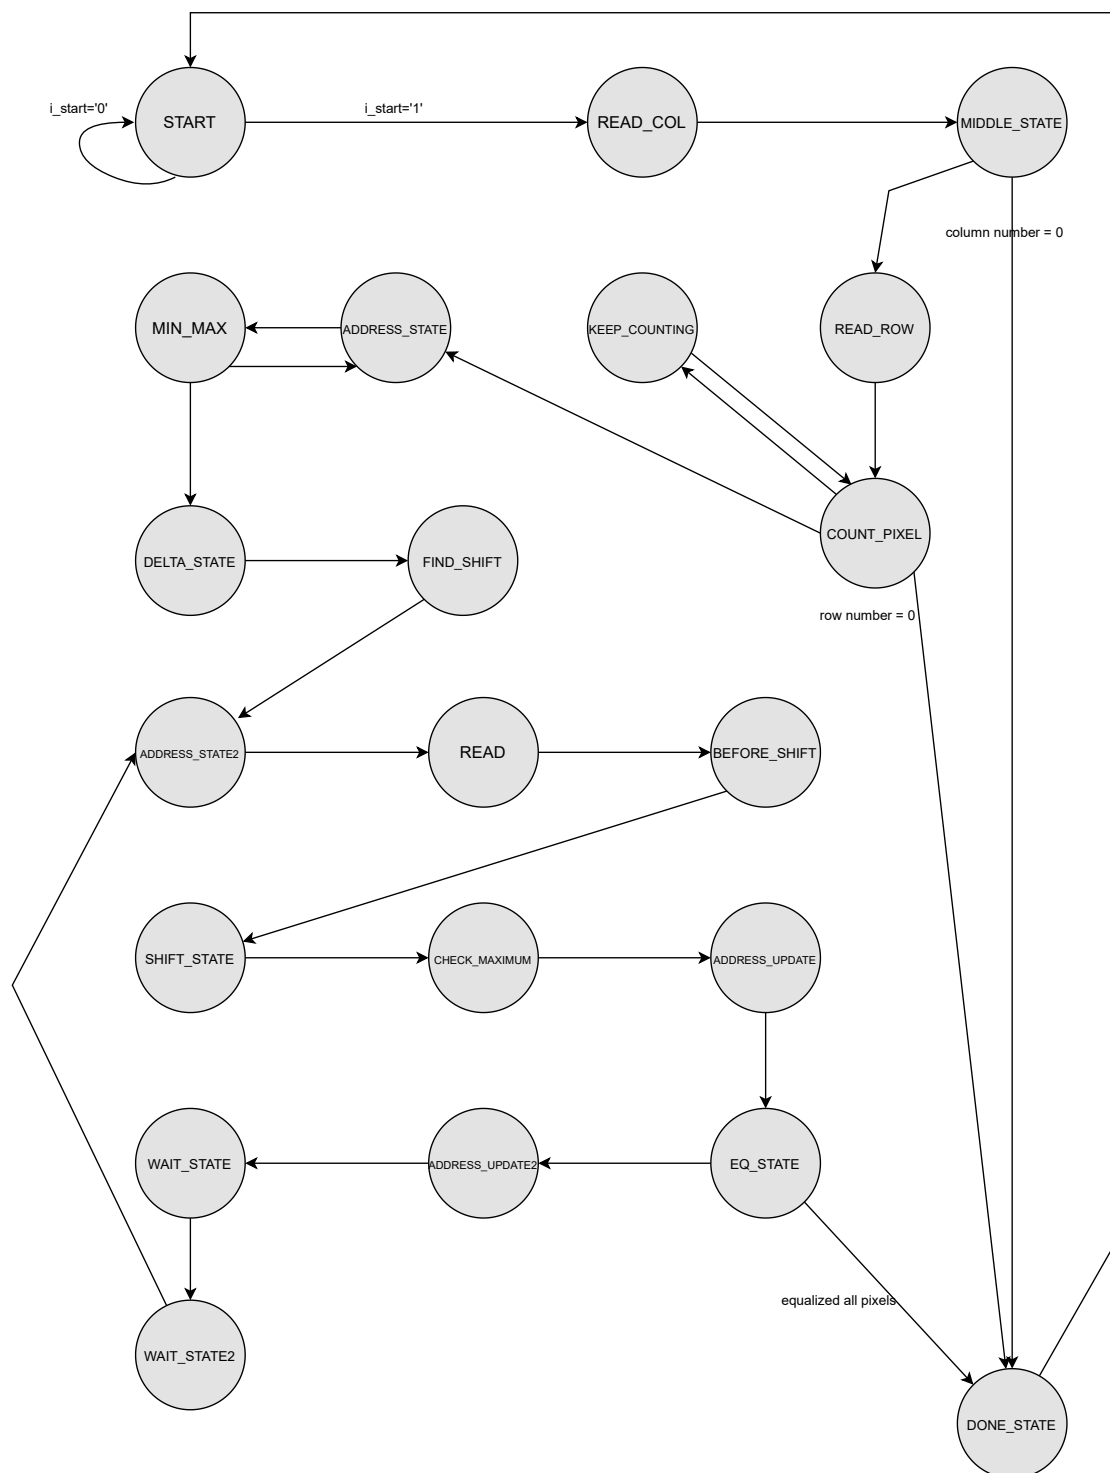 i_start='0'
START
i_start='1'
READ_COL
MIDDLE_STATE
column number = 0
MIN_MAX
ADDRESS_STATE
KEEP_COUNTING
READ_ROW
DELTA_STATE
FIND_SHIFT
COUNT_PIXEL
row number = 0
ADDRESS_STATE2
READ
BEFORE_SHIFT
SHIFT_STATE
CHECK_MAXIMUM
ADDRESS_UPDATE
WAIT_STATE
ADDRESS_UPDATE2
EQ_STATE
equalized all pixels
WAIT_STATE2
DONE_STATE